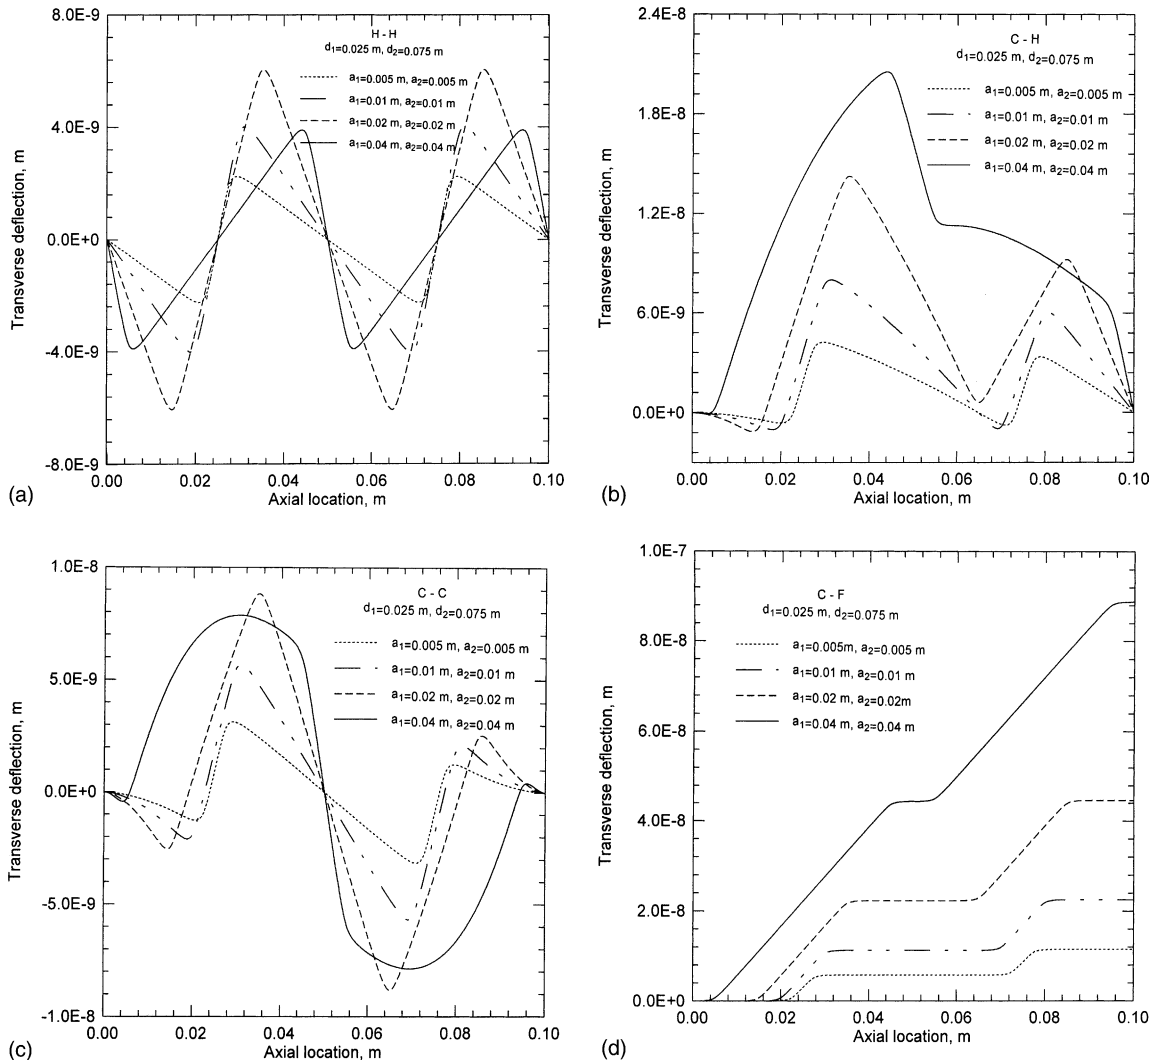 8.0E-9
4.0E-9
0.0E+0
-4.0E-9
-8.0E-9
Transverse deflection, m
H - H
d1=0.025 m, d2=0.075 m
a1=0.005 m, a2=0.005 m
a1=0.01 m, a2=0.01 m
a1=0.02 m, a2=0.02 m
a1=0.04 m, a2=0.04 m
0.00 0.02 0.04 0.06 0.08 0.10
Axial location, m
(a)
2.4E-8
1.8E-8
1.2E-8
6.0E-9
0.0E+0
Transverse deflection, m
C - H
d1=0.025 m, d2=0.075 m
a1=0.005 m, a2=0.005 m
a1=0.01 m, a2=0.01 m
a1=0.02 m, a2=0.02 m
a1=0.04 m, a2=0.04 m
0.00 0.02 0.04 0.06 0.08 0.10
Axial location, m
(b)
1.0E-8
5.0E-9
0.0E+0
-5.0E-9
-1.0E-8
Transverse deflection, m
C - C
d1=0.025 m, d2=0.075 m
a1=0.005 m, a2=0.005 m
a1=0.01 m, a2=0.01 m
a1=0.02 m, a2=0.02 m
a1=0.04 m, a2=0.04 m
0.00 0.02 0.04 0.06 0.08 0.10
Axial location, m
(c)
1.0E-7
8.0E-8
6.0E-8
4.0E-8
2.0E-8
0.0E+0
Transverse deflection, m
C - F
d1=0.025 m, d2=0.075 m
a1=0.005m, a2=0.005 m
a1=0.01 m, a2=0.01 m
a1=0.02 m, a2=0.02m
a1=0.04 m, a2=0.04 m
0.00 0.02 0.04 0.06 0.08 0.10
Axial location, m
(d)